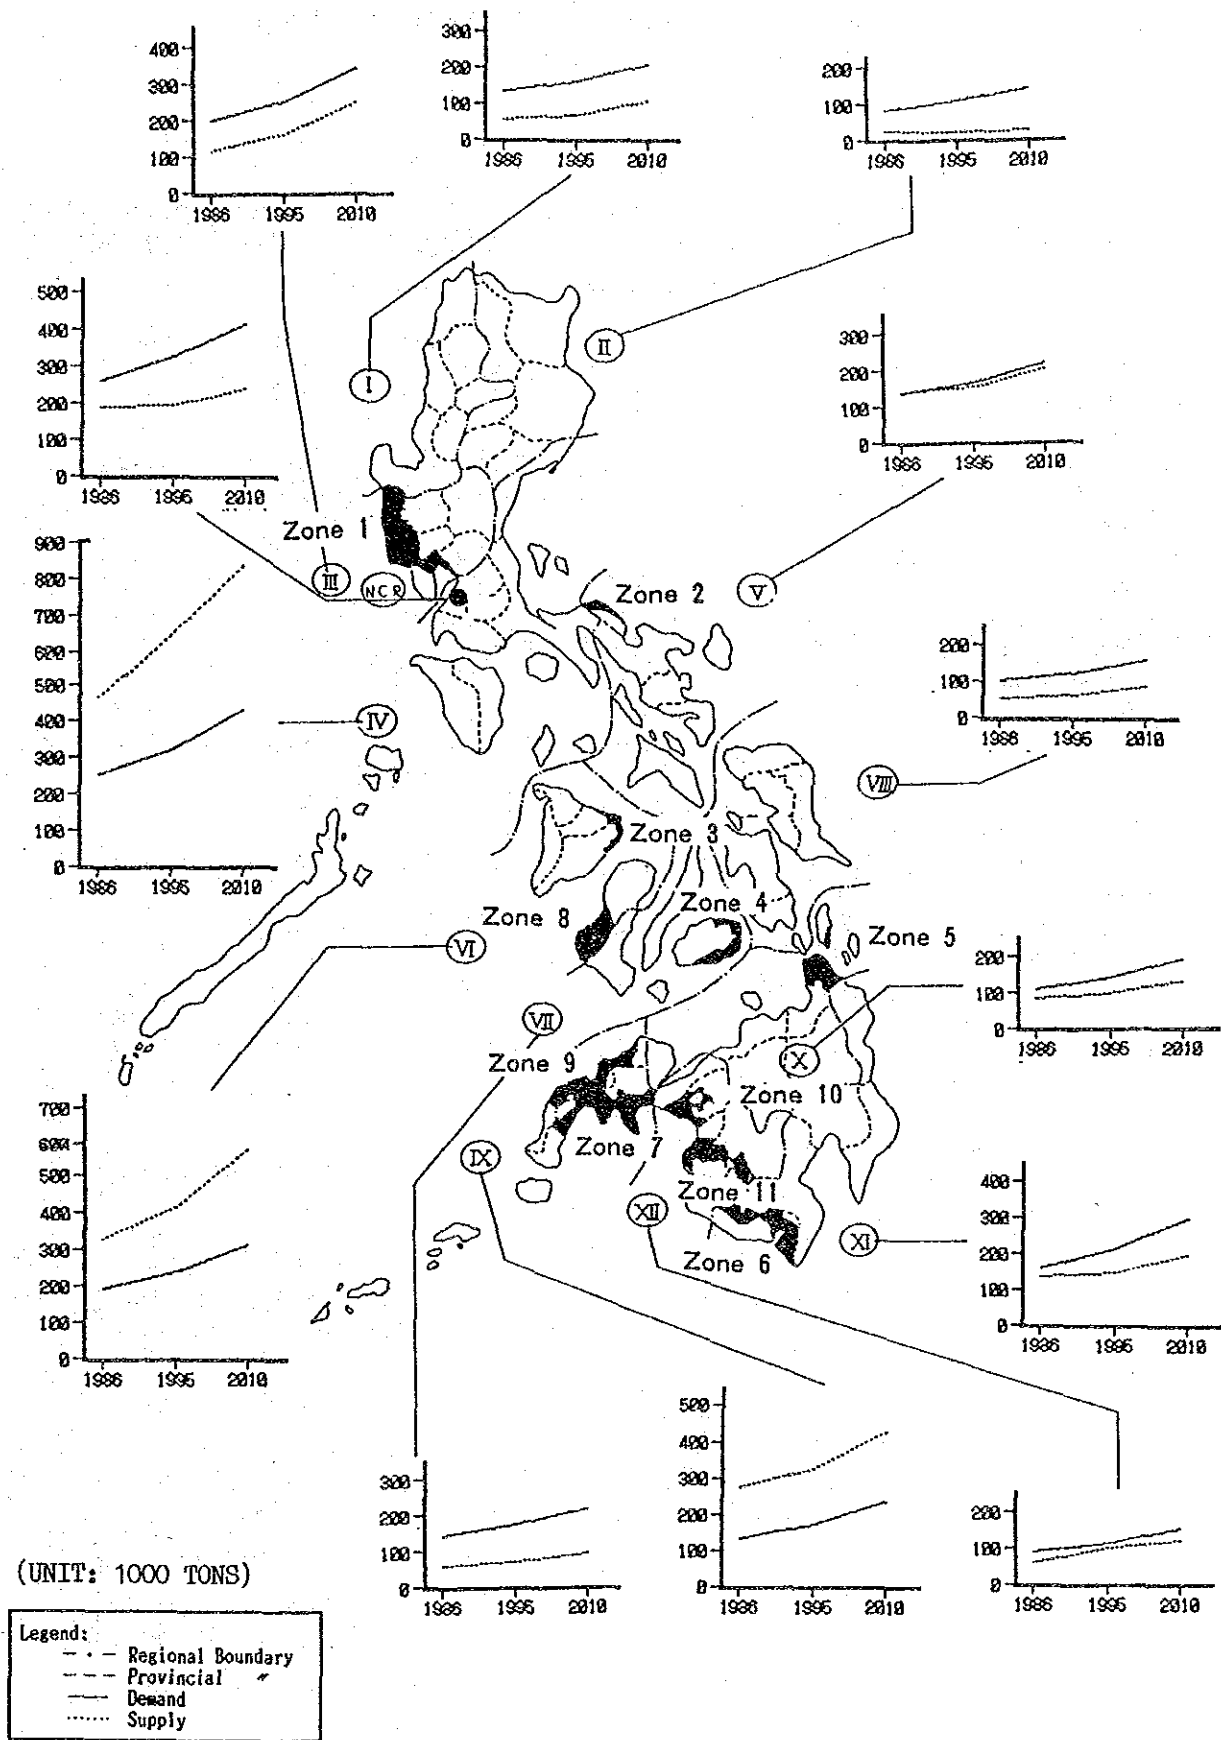 400
300
200
100
0
1986 1995 2010
300
200
100
0
1986 1995 2010
200
100
0
1986 1995 2010
500
400
300
200
100
0
1986 1995 2010
I
II
300
200
100
0
1986 1995 2010
Zone 1
III
NCR
Zone 2
V
900
800
700
600
500
400
300
200
100
0
1986 1995 2010
IV
200
100
0
1986 1995 2010
VIII
Zone 3
Zone 4
Zone 8
Zone 5
VI
200
100
0
1986 1995 2010
VII
Zone 9
X
Zone 10
Zone 7
IX
Zone 11
XII
XI
Zone 6
700
600
500
400
300
200
100
0
1986 1995 2010
400
300
200
100
0
1986 1995 2010
300
200
100
0
1986 1995 2010
500
400
300
200
100
0
1986 1995 2010
200
100
0
1986 1995 2010
(UNIT: 1000 TONS)
Legend:
Regional Boundary
Provincial 〃
Demand
Supply